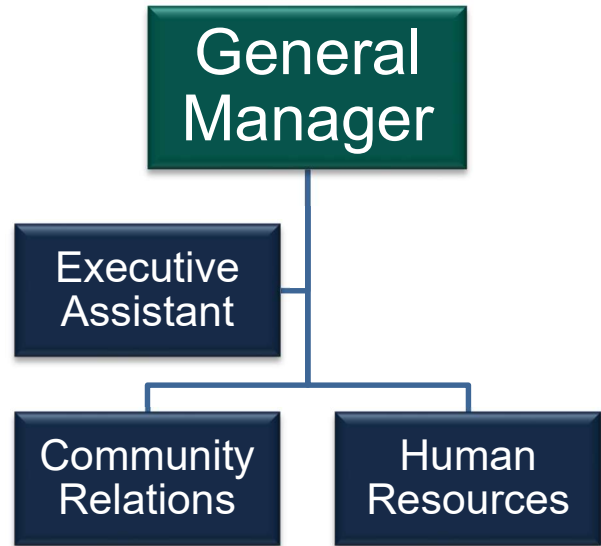 General
Manager
Executive
Assistant
Community
Relations
Human
Resources